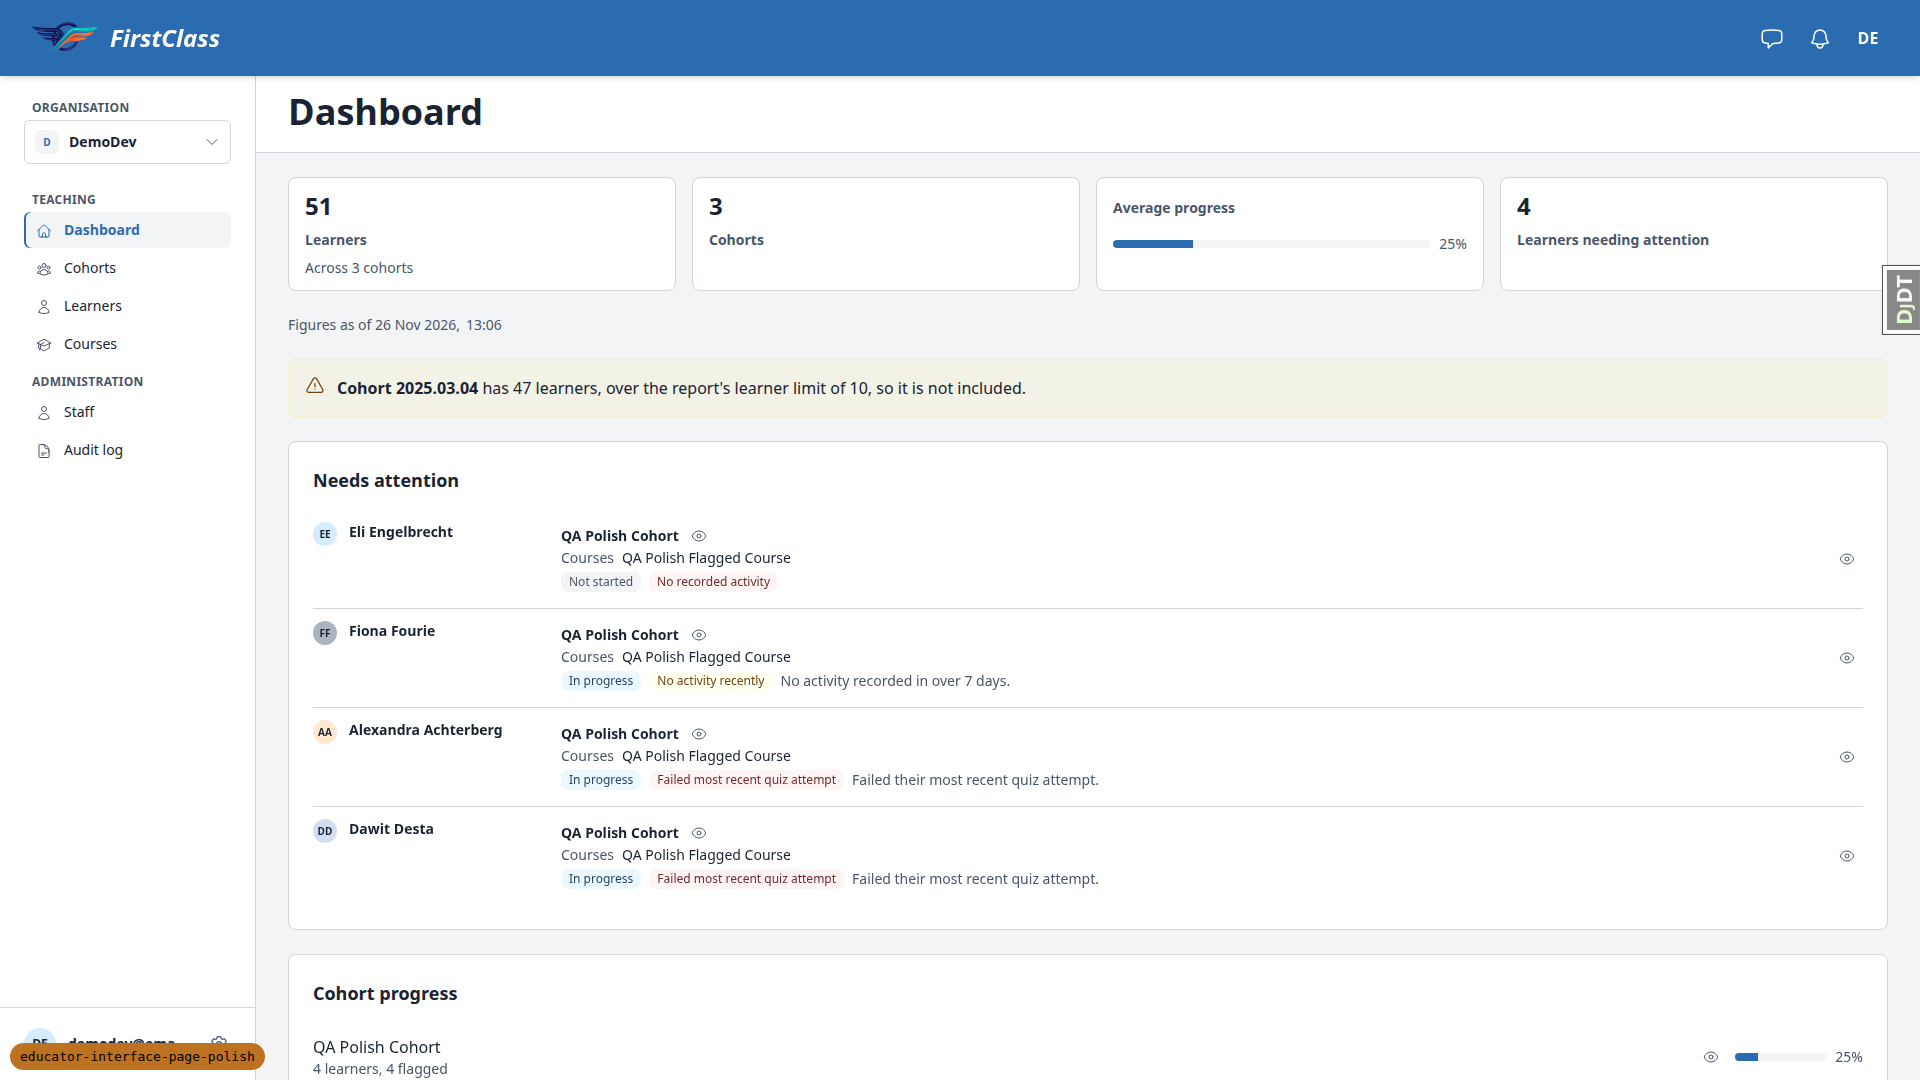 FirstClass
DE
ORGANISATION
D DemoDev
TEACHING
Dashboard
Cohorts
Learners
Courses
ADMINISTRATION
Staff
Audit log
educator-interface-page-polish
Dashboard
51
Learners
Across 3 cohorts
3
Cohorts
Average progress
25%
4
Learners needing attention
Figures as of 26 Nov 2026, 13:06
DjDT
Cohort 2025.03.04 has 47 learners, over the report's learner limit of 10, so it is not included.
Needs attention
EE Eli Engelbrecht
QA Polish Cohort
Courses QA Polish Flagged Course
Not started No recorded activity
FF Fiona Fourie
QA Polish Cohort
Courses QA Polish Flagged Course
In progress No activity recently No activity recorded in over 7 days.
AA Alexandra Achterberg
QA Polish Cohort
Courses QA Polish Flagged Course
In progress Failed most recent quiz attempt Failed their most recent quiz attempt.
DD Dawit Desta
QA Polish Cohort
Courses QA Polish Flagged Course
In progress Failed most recent quiz attempt Failed their most recent quiz attempt.
Cohort progress
QA Polish Cohort
4 learners, 4 flagged
25%